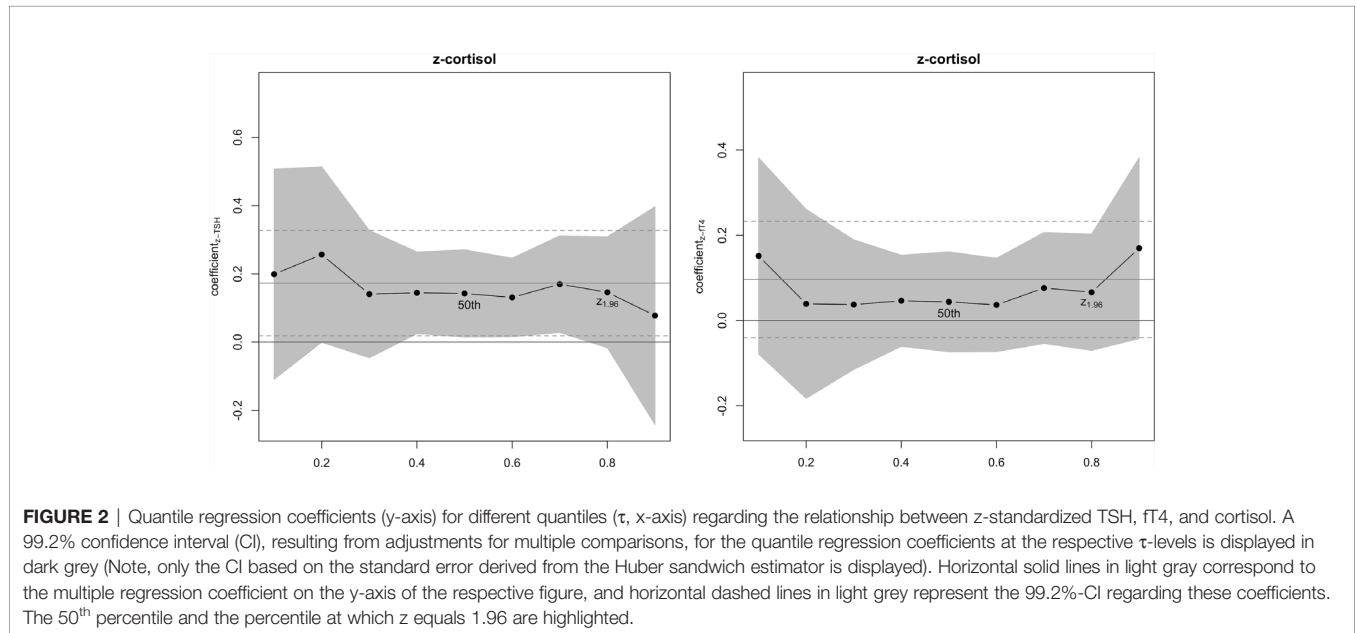 z-cortisol
0.6
0.4
0.2
0.0
-0.2
coefficient z-TSH
50th
z1.96
0.2 0.4 0.6 0.8
z-cortisol
0.4
0.2
0.0
-0.2
coefficient z-fT4
50th
z1.96
0.2 0.4 0.6 0.8
FIGURE 2 | Quantile regression coefficients (y-axis) for different quantiles (τ, x-axis) regarding the relationship between z-standardized TSH, fT4, and cortisol. A
99.2% confidence interval (CI), resulting from adjustments for multiple comparisons, for the quantile regression coefficients at the respective τ-levels is displayed in
dark grey (Note, only the CI based on the standard error derived from the Huber sandwich estimator is displayed). Horizontal solid lines in light gray correspond to
the multiple regression coefficient on the y-axis of the respective figure, and horizontal dashed lines in light grey represent the 99.2%-CI regarding these coefficients.
The 50th percentile and the percentile at which z equals 1.96 are highlighted.